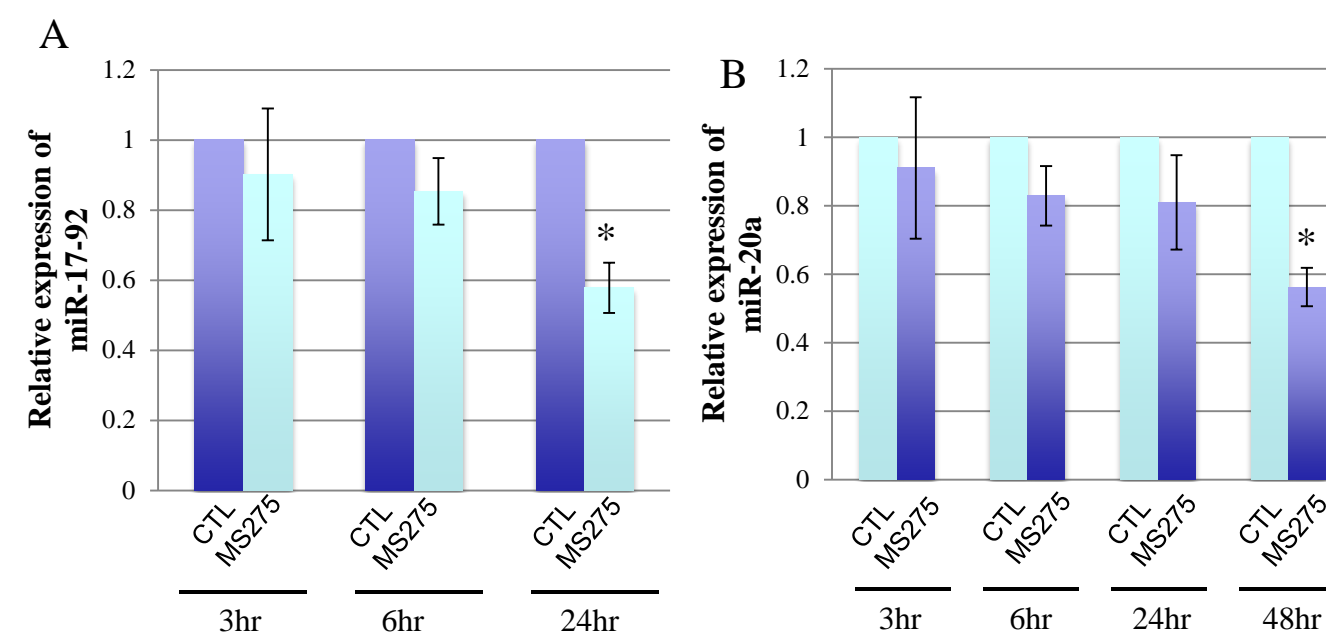 A
Relative expression of
miR-17-92
1.2
1
0.8
0.6
0.4
0.2
0
*
CTL
MS275
CTL
MS275
CTL
MS275
3hr
6hr
24hr
B
Relative expression of
miR-20a
1.2
1
0.8
0.6
0.4
0.2
0
*
CTL
MS275
CTL
MS275
CTL
MS275
CTL
MS275
3hr
6hr
24hr
48hr